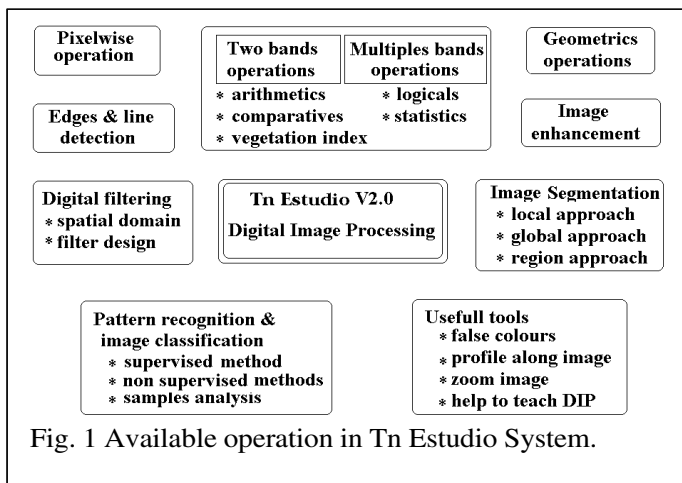 Pixelwise
operation
Two bands
operations
* arithmetics
* comparatives
* vegetation index
Multiples bands
operations
* logicals
* statistics
Geometrics
operations
Edges & line
detection
Image
enhancement
Digital filtering
* spatial domain
* filter design
Tn Estudio V2.0
Digital Image Processing
Image Segmentation
* local approach
* global approach
* region approach
Pattern recognition &
image classification
* supervised method
* non supervised methods
* samples analysis
Usefull tools
* false colours
* profile along image
* zoom image
* help to teach DIP
Fig. 1 Available operation in Tn Estudio System.